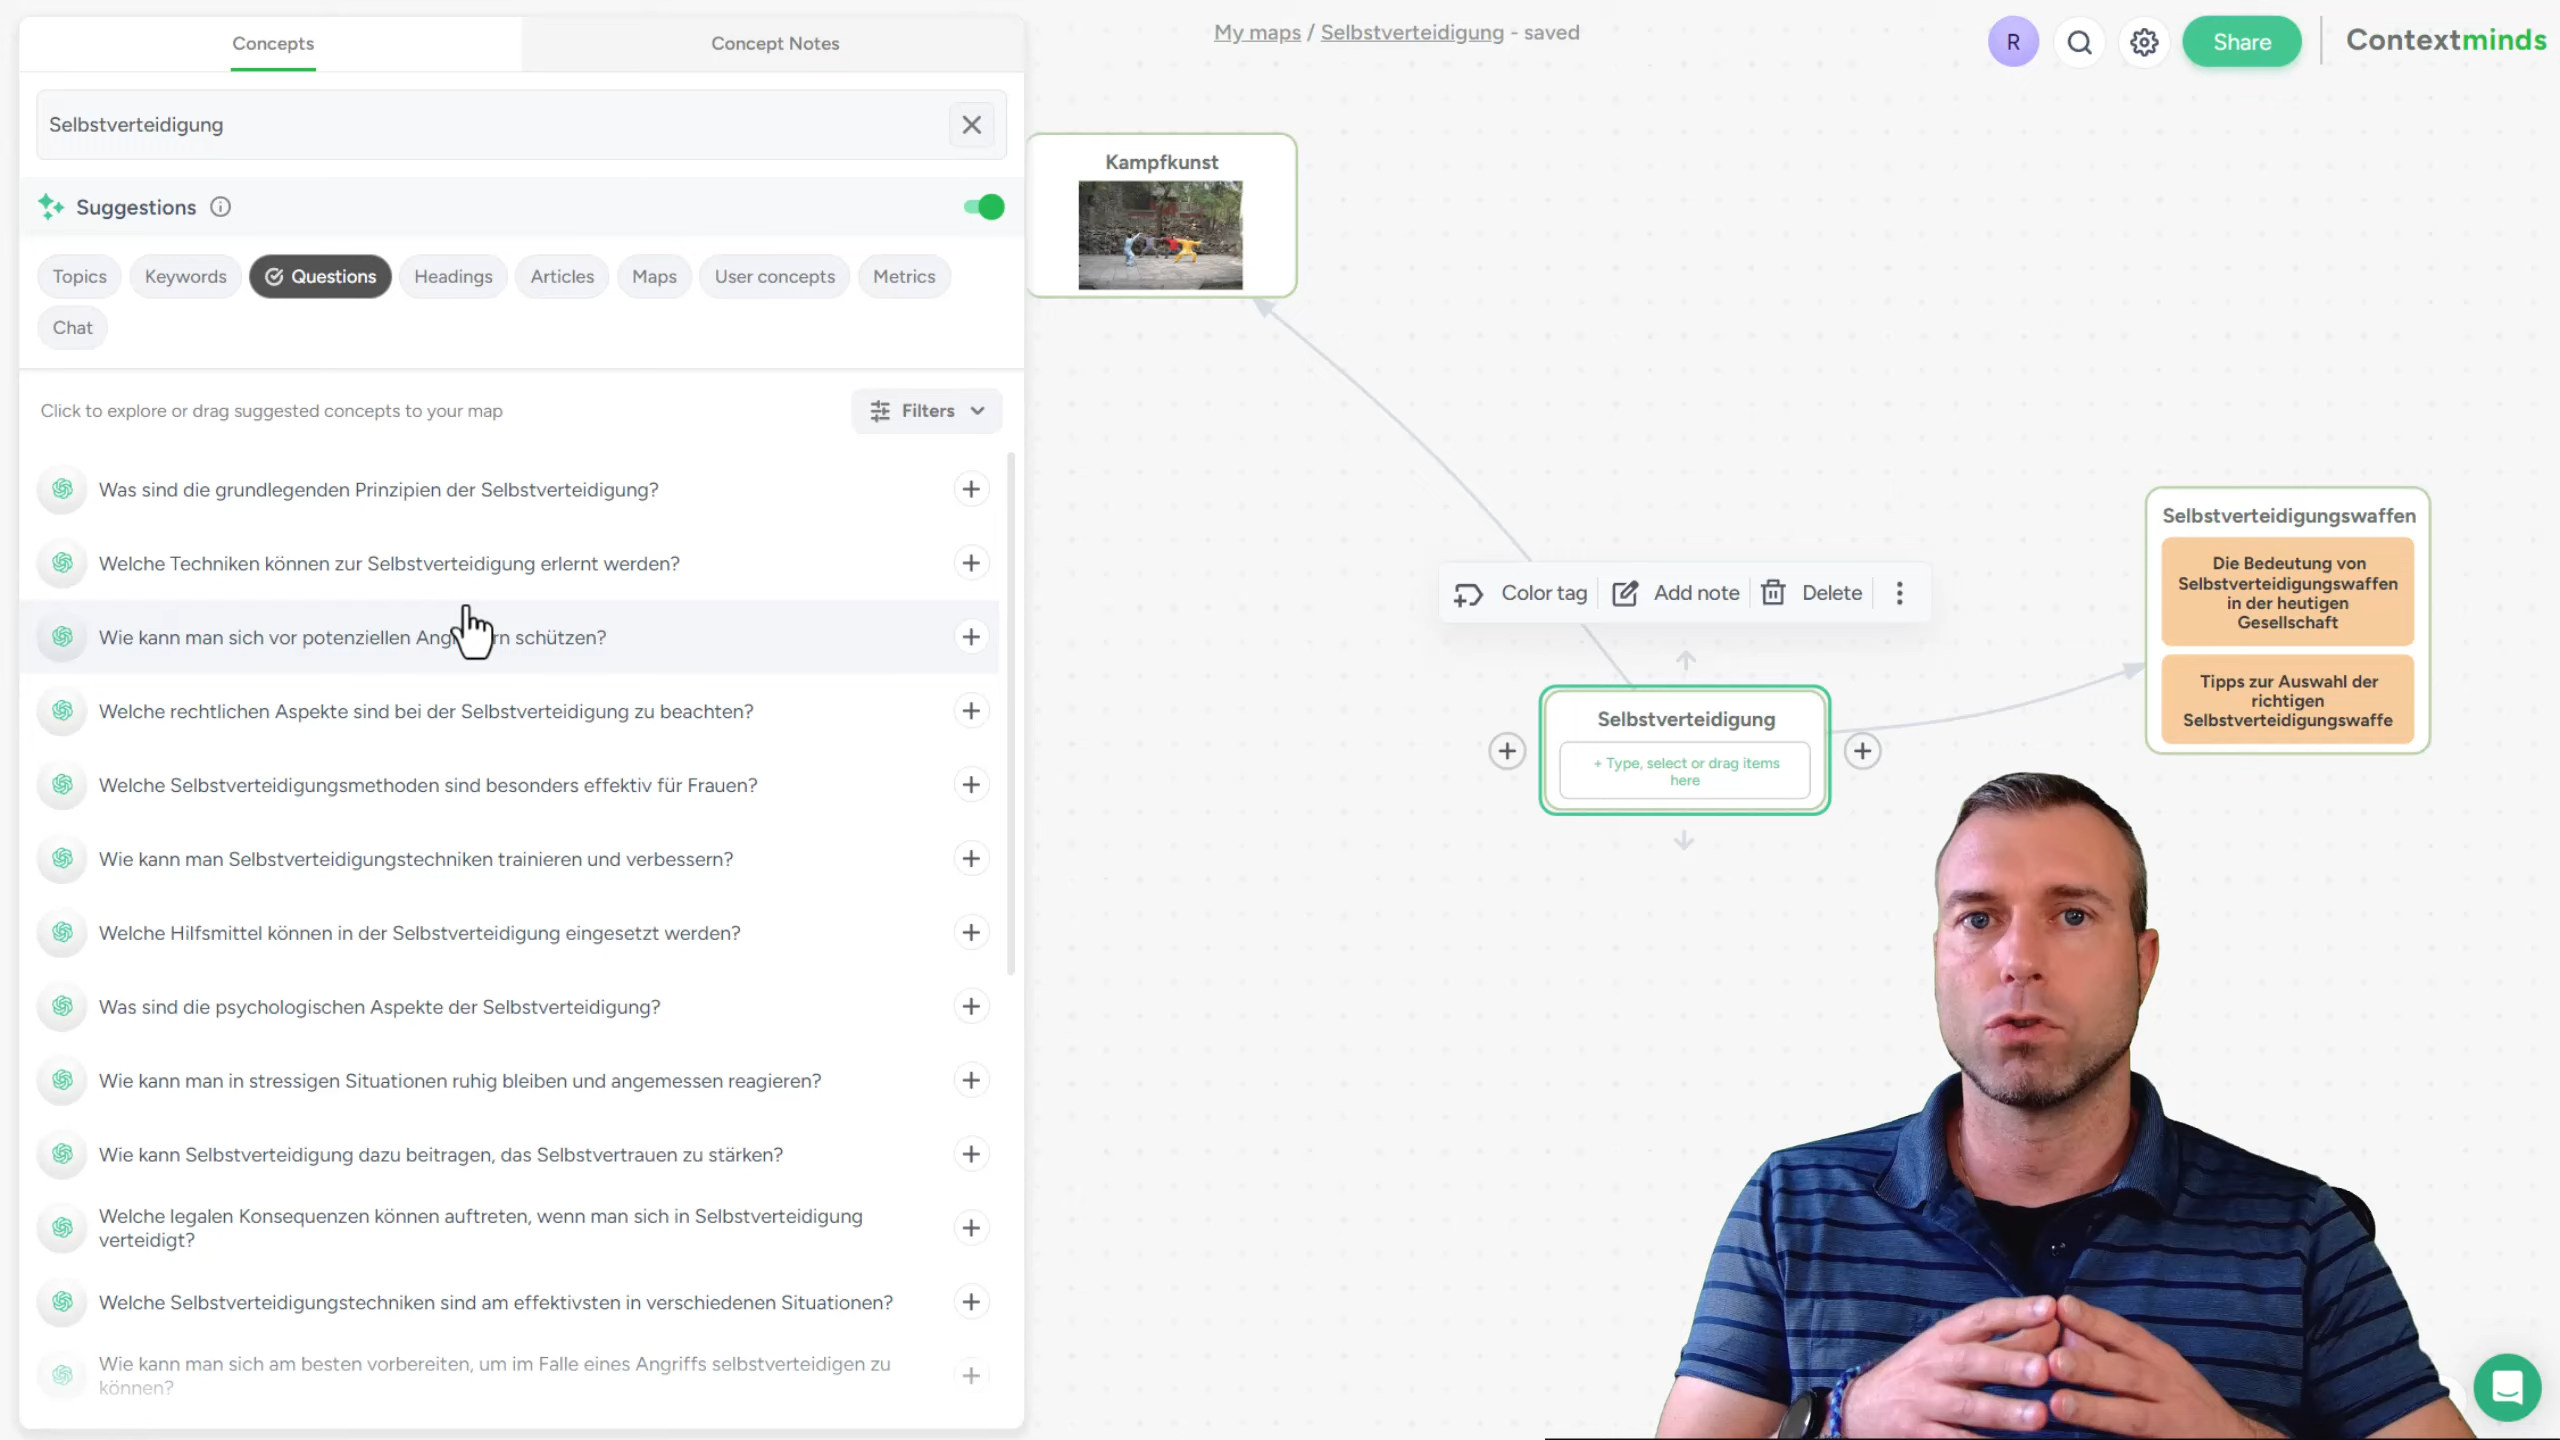 Concepts
Concept Notes
My maps / Selbstverteidigung - saved
R
Share
Contextminds
Selbstverteidigung
Suggestions
Topics
Keywords
Questions
Headings
Articles
Maps
User concepts
Metrics
Chat
Click to explore or drag suggested concepts to your map
Filters
Was sind die grundlegenden Prinzipien der Selbstverteidigung?
Welche Techniken können zur Selbstverteidigung erlernt werden?
Wie kann man sich vor potenziellen schützen?
Welche rechtlichen Aspekte sind bei der Selbstverteidigung zu beachten?
Welche Selbstverteidigungsmethoden sind besonders effektiv für Frauen?
Wie kann man Selbstverteidigungstechniken trainieren und verbessern?
Welche Hilfsmittel können in der Selbstverteidigung eingesetzt werden?
Was sind die psychologischen Aspekte der Selbstverteidigung?
Wie kann man in stressigen Situationen ruhig bleiben und angemessen reagieren?
Wie kann Selbstverteidigung dazu beitragen, das Selbstvertrauen zu stärken?
Welche legalen Konsequenzen können auftreten, wenn man sich in Selbstverteidigung
verteidigt?
Welche Selbstverteidigungstechniken sind am effektivsten in verschiedenen Situationen?
Wie kann man sich am besten vorbereiten, um im Falle eines Angriffs selbstverteidigen zu
können?
Kampfkunst
Color tag
Add note
Delete
Selbstverteidigung
+ Type, select or drag items
here
Selbstverteidigungswaffen
Die Bedeutung von
Selbstverteidigungswaffen
in der heutigen
Gesellschaft
Tipps zur Auswahl der
richtigen
Selbstverteidigungswaffe